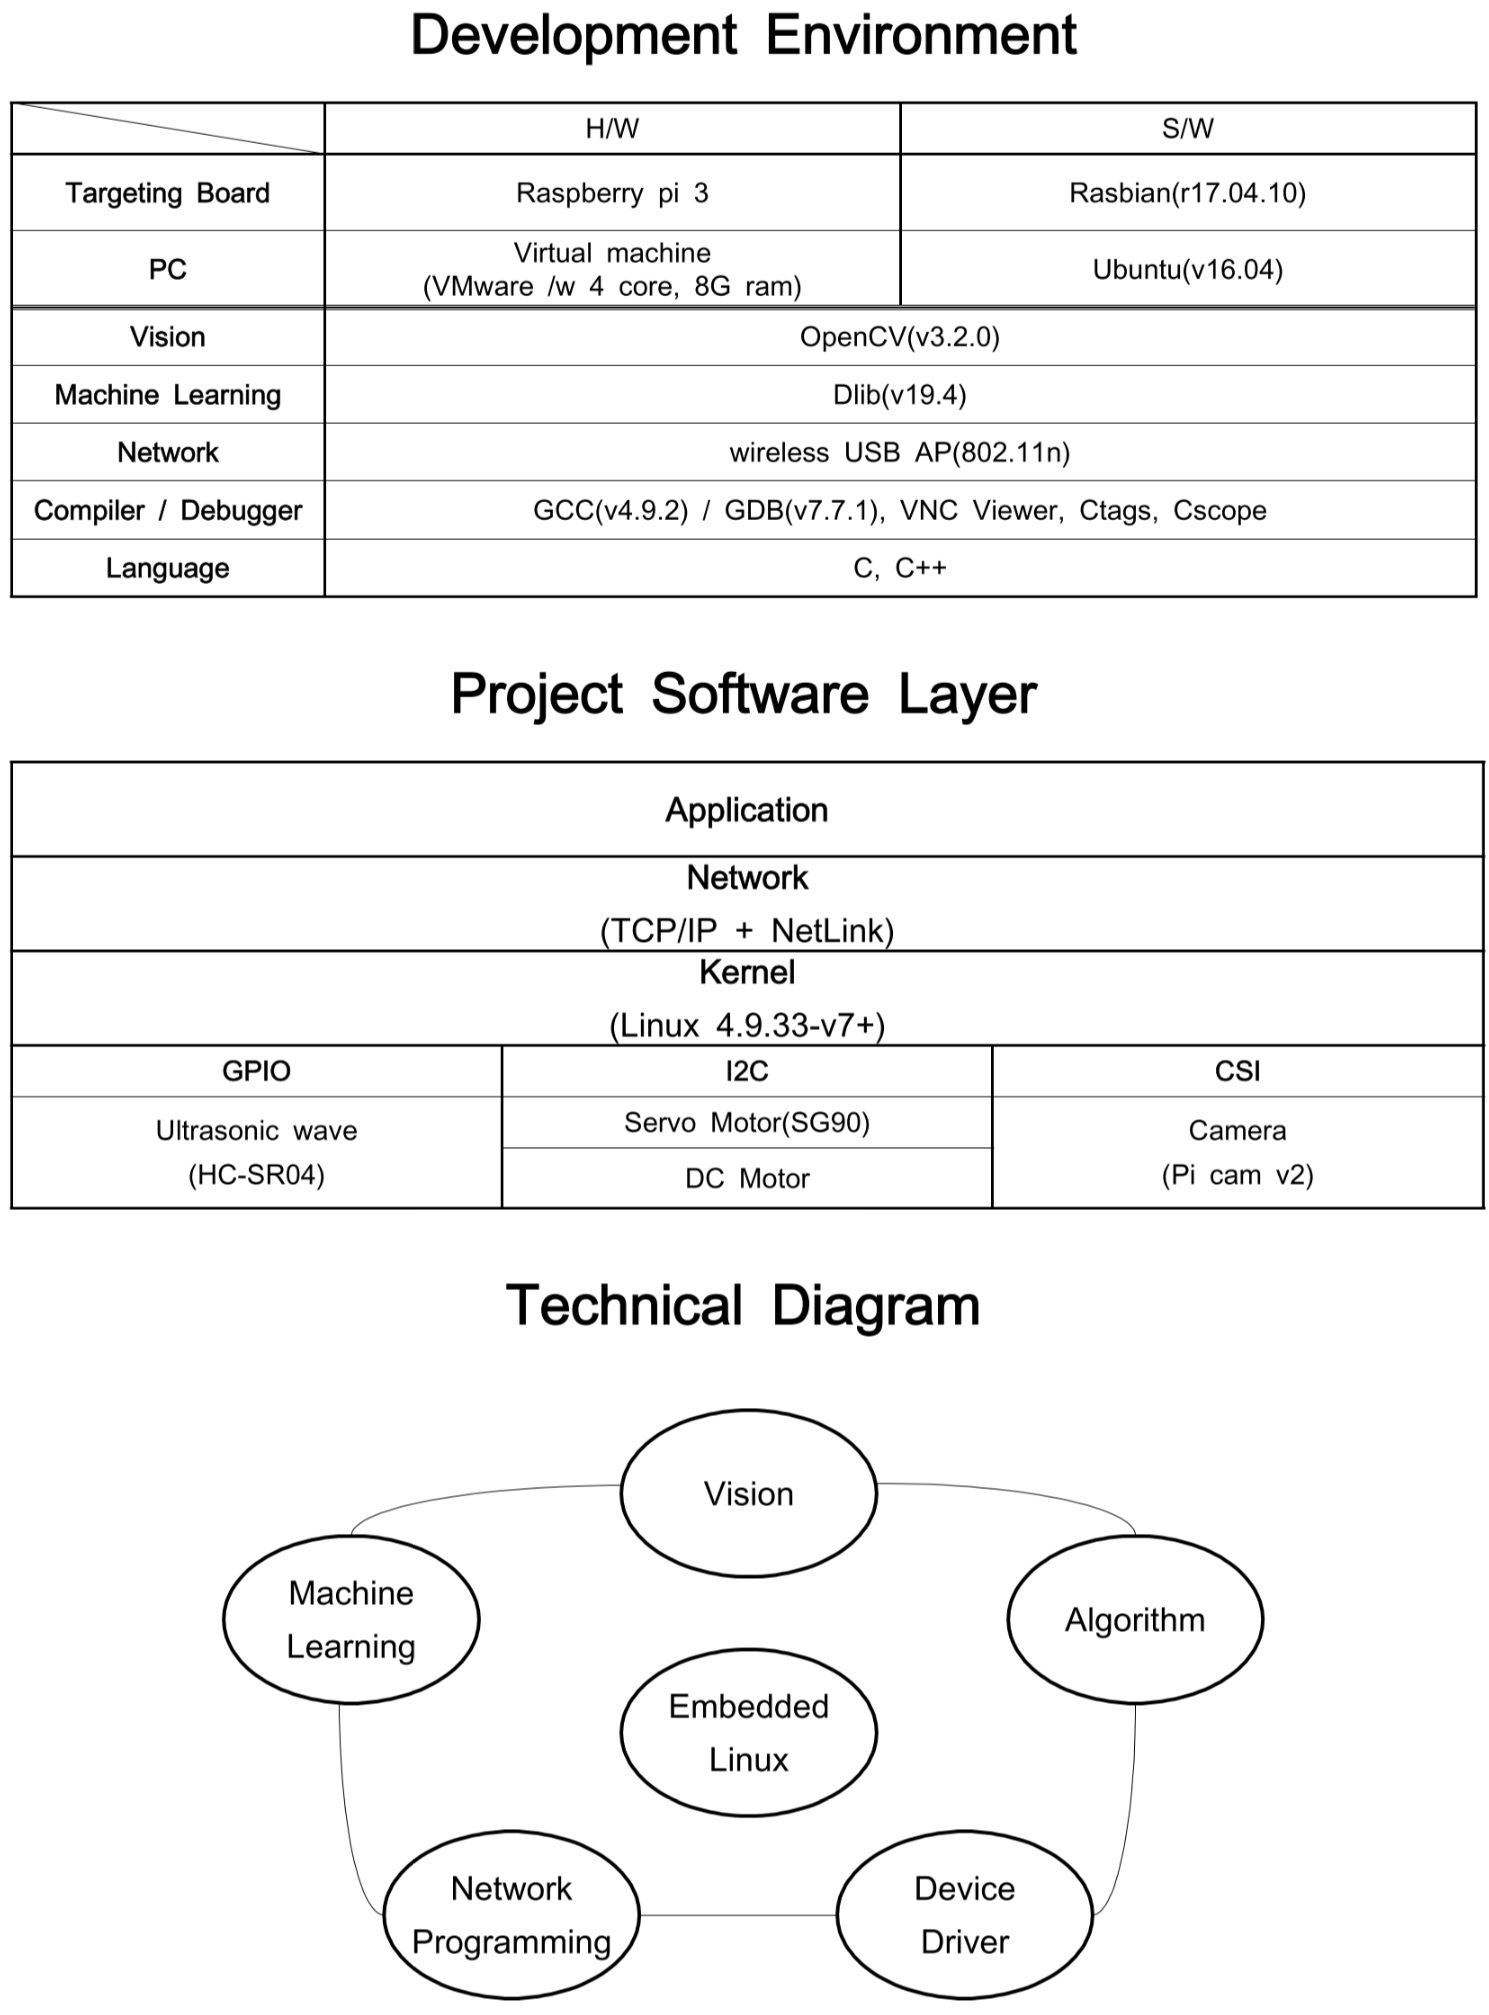 Development Environment
H/W
S/W
Targeting Board
Raspberry pi 3
Rasbian(r17.04.10)
PC
Virtual machine
(VMware /w 4 core, 8G ram)
Ubuntu(v16.04)
Vision
OpenCV(v3.2.0)
Machine Learning
Dlib(v19.4)
Network
wireless USB AP(802.11n)
Compiler / Debugger
GCC(v4.9.2) / GDB(v7.7.1), VNC Viewer, Ctags, Cscope
Language
C, C++
Project Software Layer
Application
Network
(TCP/IP + NetLink)
Kernel
(Linux 4.9.33-v7+)
GPIO
I2C
CSI
Ultrasonic wave
(HC-SR04)
Servo Motor(SG90)
DC Motor
Camera
(Pi cam v2)
Technical Diagram
Vision
Machine
Learning
Algorithm
Embedded
Linux
Network
Programming
Device
Driver